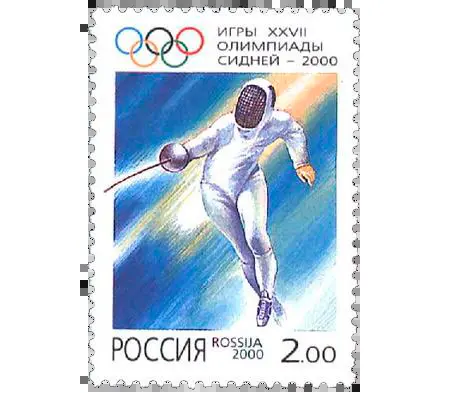 ИГРЫ XXVII
ОЛИМПИАДЫ
СИДНЕЙ – 2000
РОССИЯ
ROSSIJA
2000
2.00